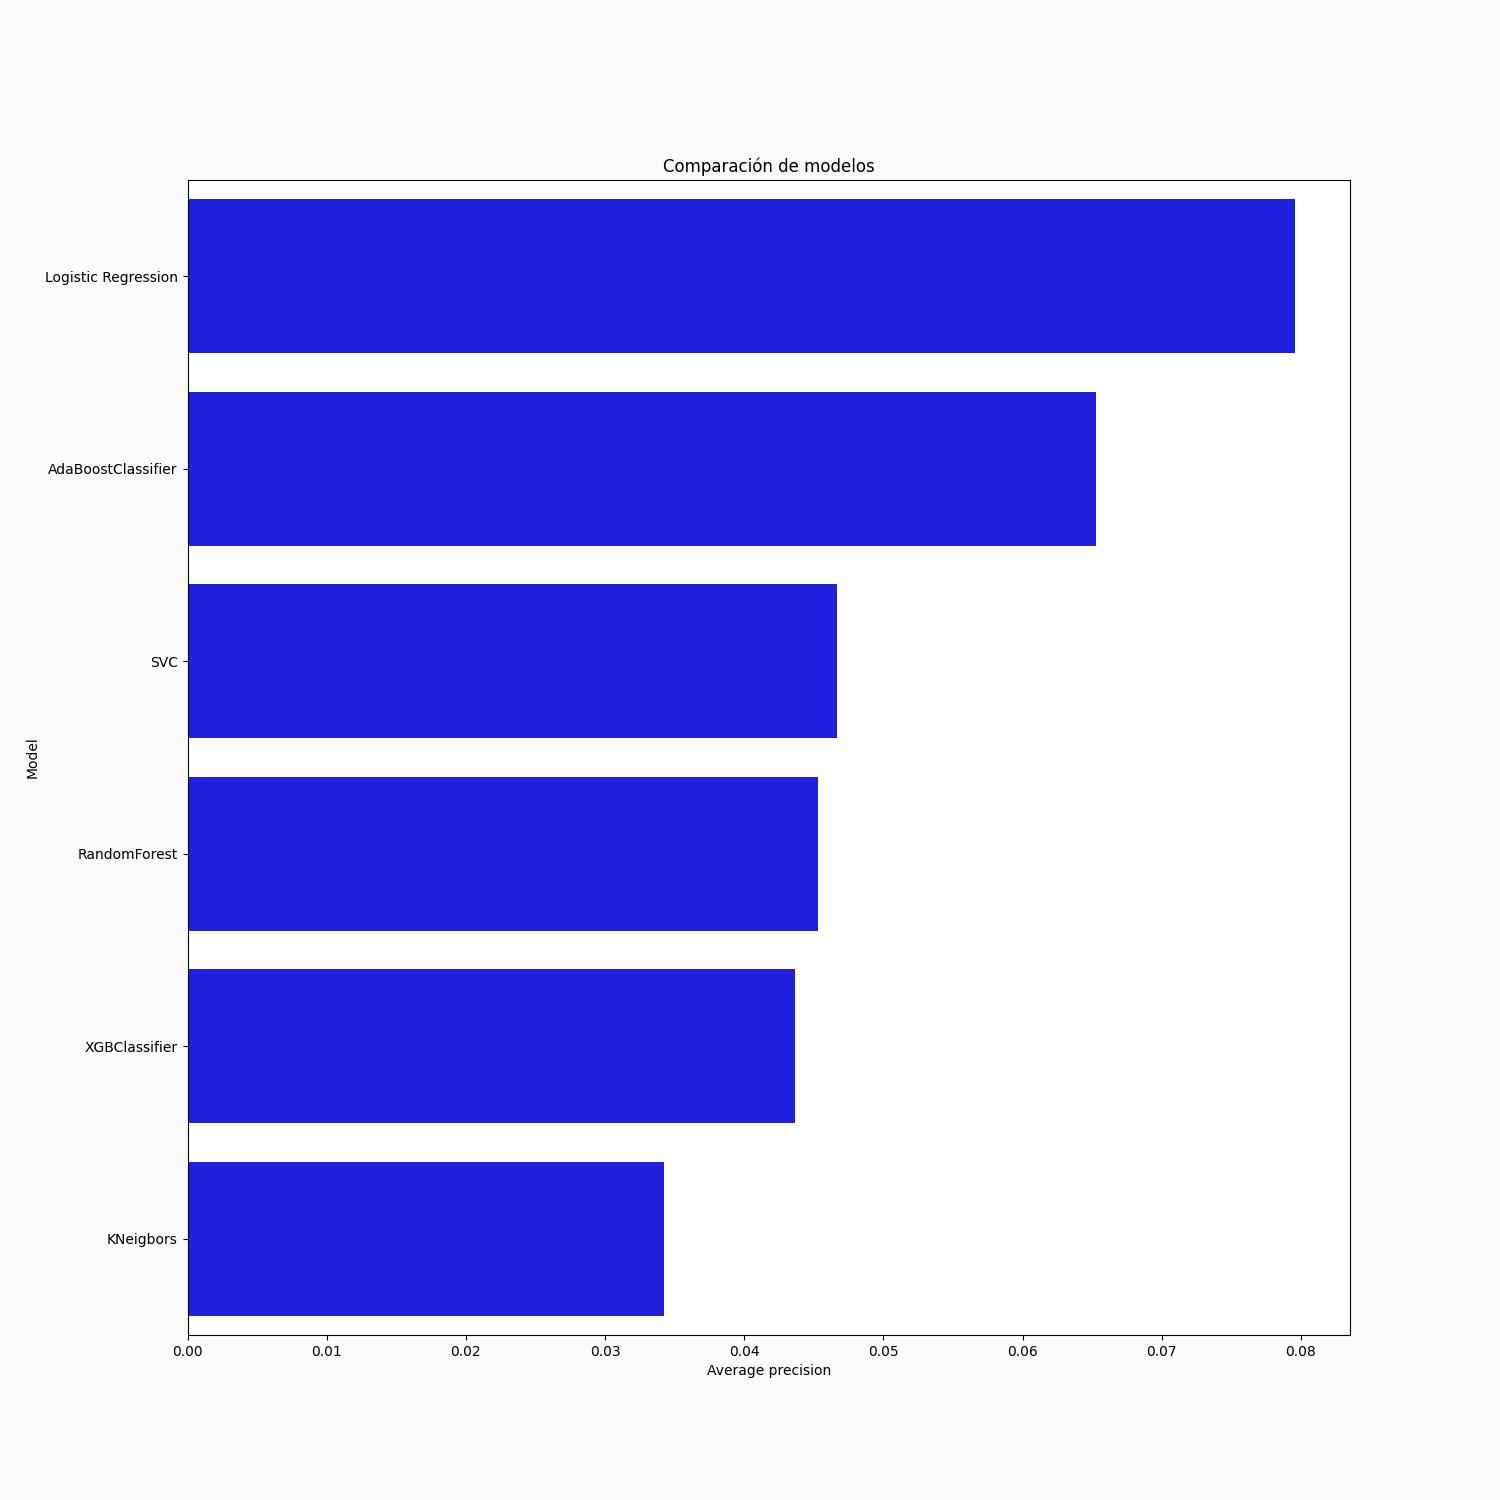 Comparación de modelos
Logistic Regression
AdaBoostClassifier
SVC
RandomForest
XGBClassifier
KNeigbors
Model
0.00 0.01 0.02 0.03 0.04 0.05 0.06 0.07 0.08
Average precision